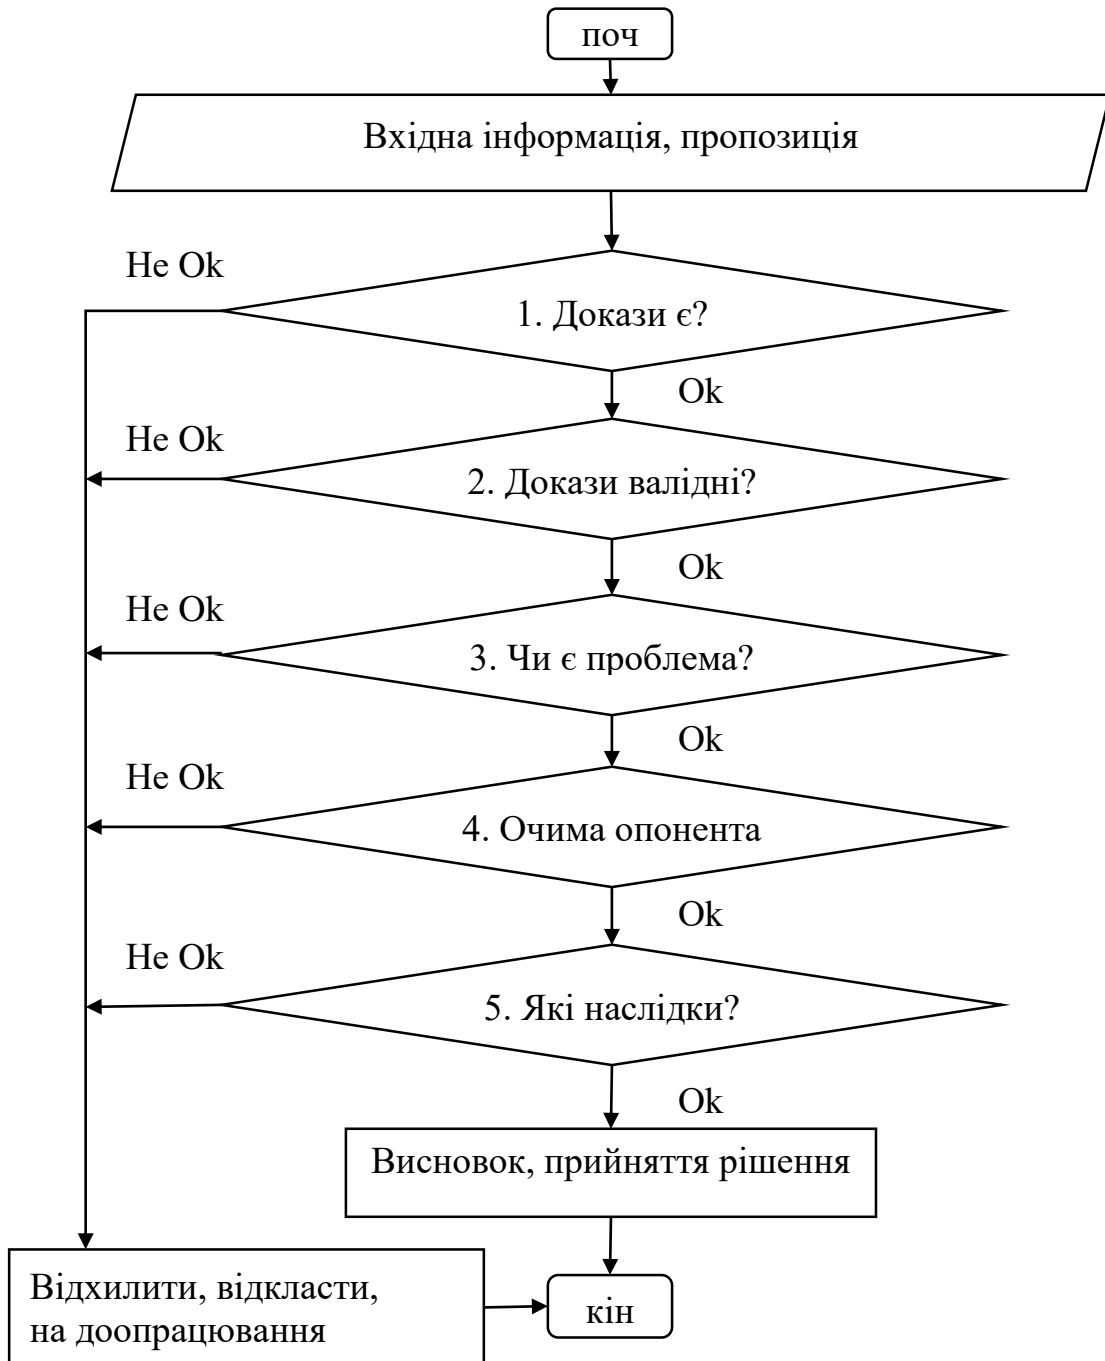 поч
Вхідна інформація, пропозиція
Не Ok
1. Докази є?
Ok
Не Ok
2. Докази валідні?
Ok
Не Ok
3. Чи є проблема?
Ok
Не Ok
4. Очима опонента
Ok
Не Ok
5. Які наслідки?
Ok
Висновок, прийняття рішення
Відхилити, відкласти,
на доопрацювання
кін